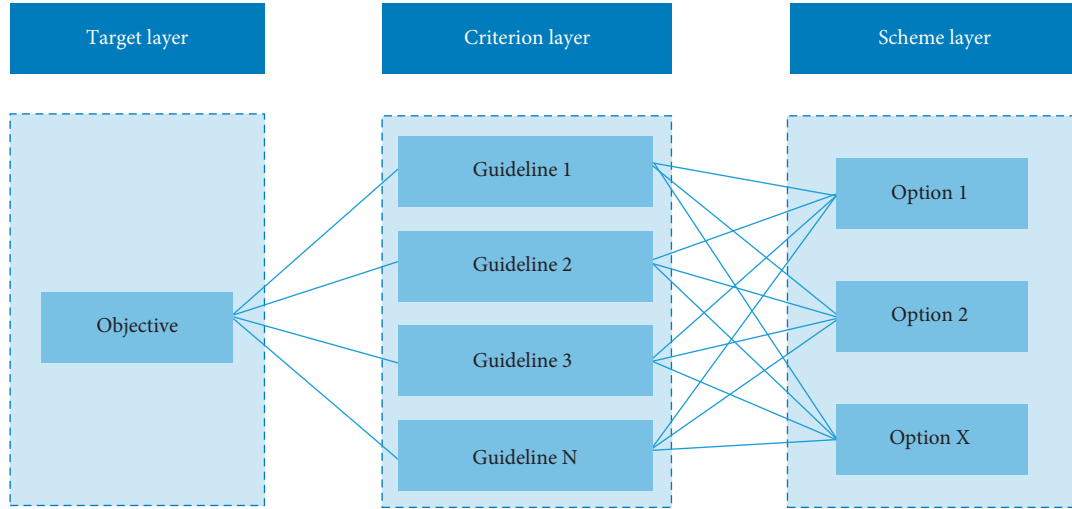 Target layer
Criterion layer
Scheme layer
Objective
Guideline 1
Guideline 2
Guideline 3
Guideline N
Option 1
Option 2
Option X